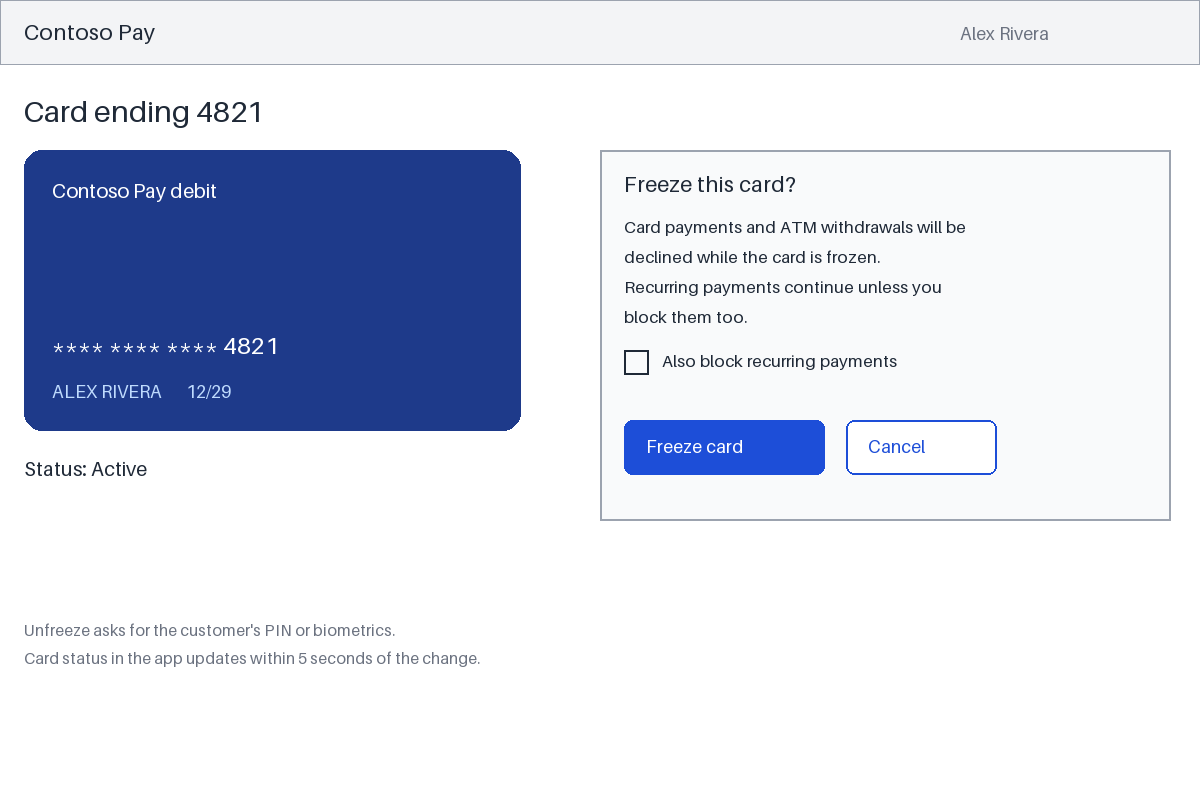 Contoso Pay
Alex Rivera
Card ending 4821
Contoso Pay debit
**** **** **** 4821
ALEX RIVERA 12/29
Status: Active
Freeze this card?
Card payments and ATM withdrawals will be
declined while the card is frozen.
Recurring payments continue unless you
block them too.
Also block recurring payments
Freeze card
Cancel
Unfreeze asks for the customer's PIN or biometrics.
Card status in the app updates within 5 seconds of the change.